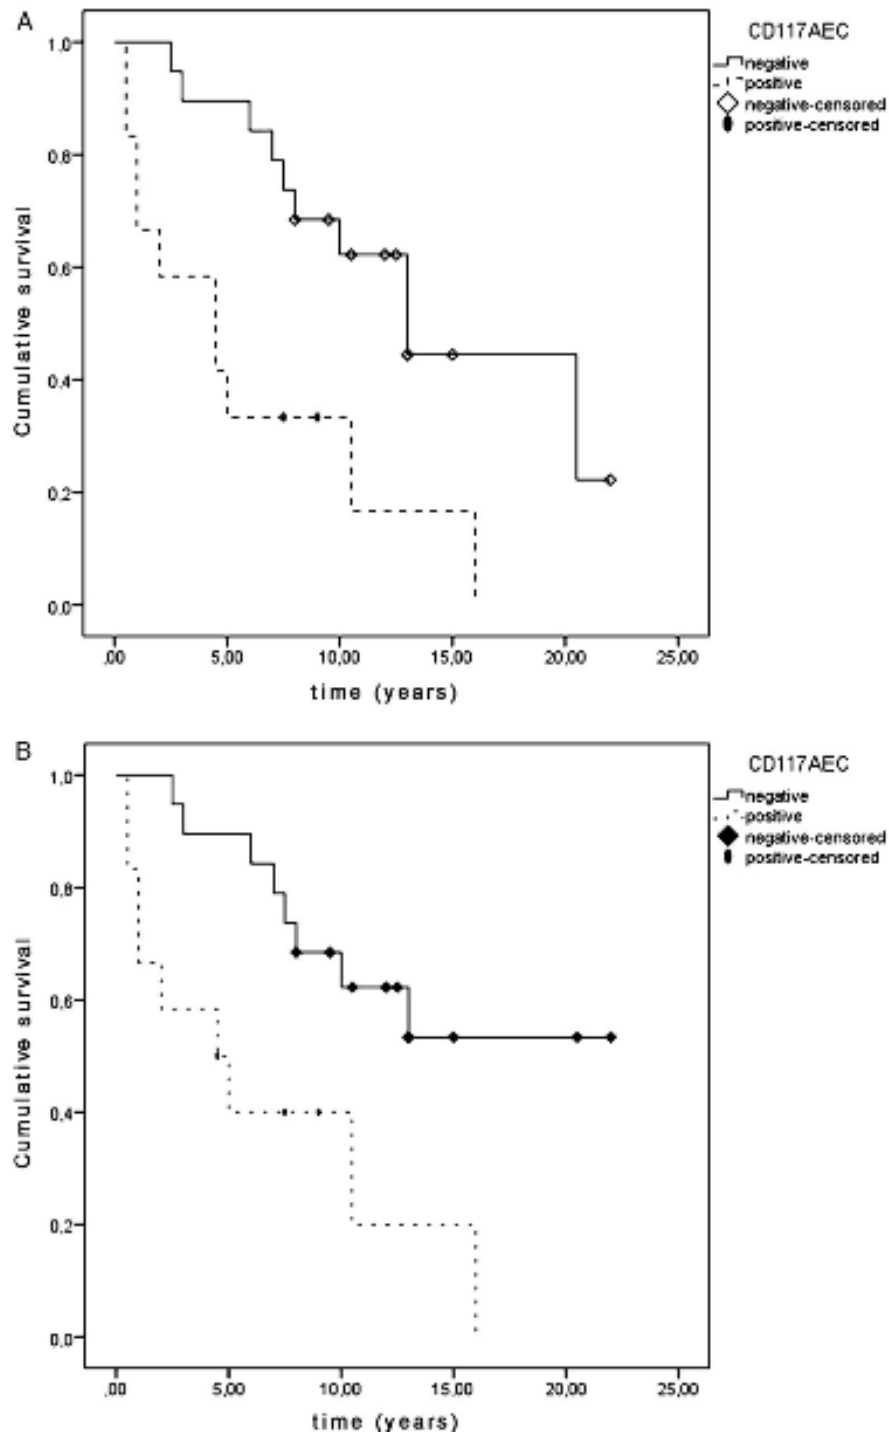 A
CD117AEC
negative
positive
negative-censored
positive-censored
Cumulative survival
1,0
0,8
0,6
0,4
0,2
0,0
,00 5,00 10,00 15,00 20,00 25,00
time (years)
B
CD117AEC
negative
positive
negative-censored
positive-censored
Cumulative survival
1,0
0,8
0,6
0,4
0,2
0,0
,00 5,00 10,00 15,00 20,00 25,00
time (years)